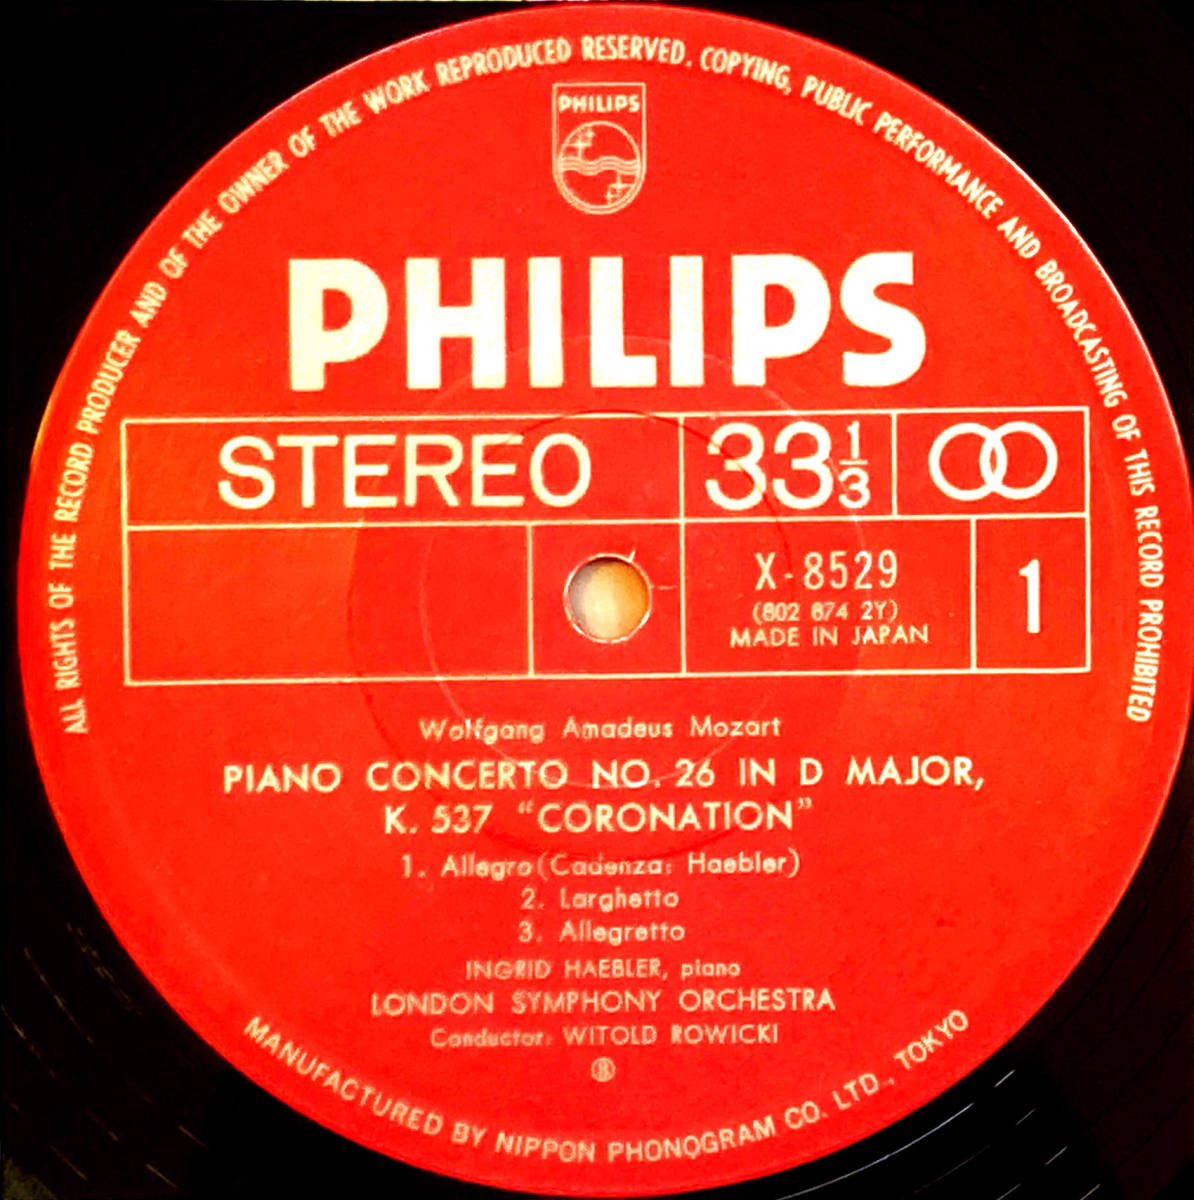 ALL RIGHTS OF THE RECORD PRODUCER AND OF THE OWNER OF THE WORK REPRODUCED RESERVED. COPYING, PUBLIC PERFORMANCE AND BROADCASTING OF THIS RECORD PROHIBITED
PHILIPS
PHILIPS
STEREO
33 1/3
X-8529
(802 874 2Y)
MADE IN JAPAN
1
Wolfgang Amadeus Mozart
PIANO CONCERTO NO. 26 IN D MAJOR,
K. 537 "CORONATION"
1. Allegro (Cadenza: Haebler)
2. Larghetto
3. Allegretto
INGRID HAEBLER, piano
LONDON SYMPHONY ORCHESTRA
Conductor: WITOLD ROWICKI
MANUFACTURED BY NIPPON PHONOGRAM CO. LTD., TOKYO